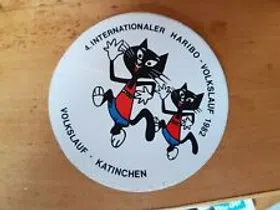 4. INTERNATIONALER HARIBO - VOLKSLAUF 1982
VOLKSLAUF - KATINCHEN